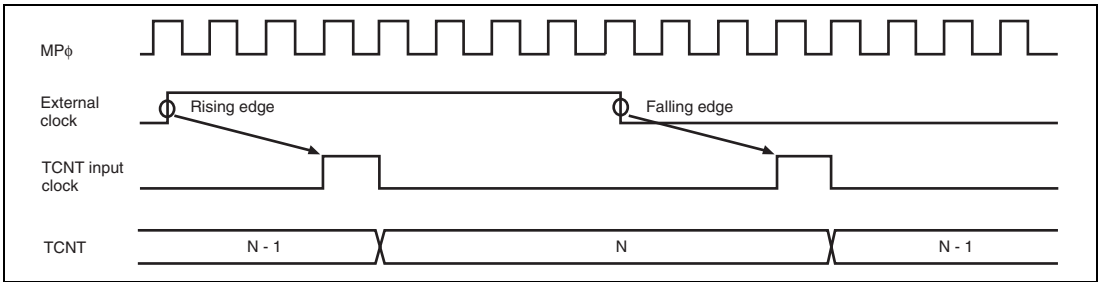 MPϕ
External
clock
Rising edge
Falling edge
TCNT input
clock
TCNT
N - 1
N
N - 1